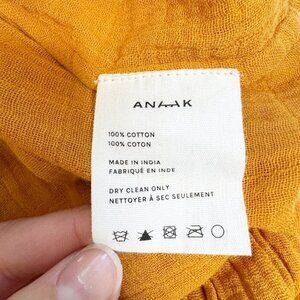 ANAAK
100% COTTON
100% COTON
MADE IN INDIA
FABRIQUÉ EN INDE
DRY CLEAN ONLY
NETTOYER À SEC SEULEMENT